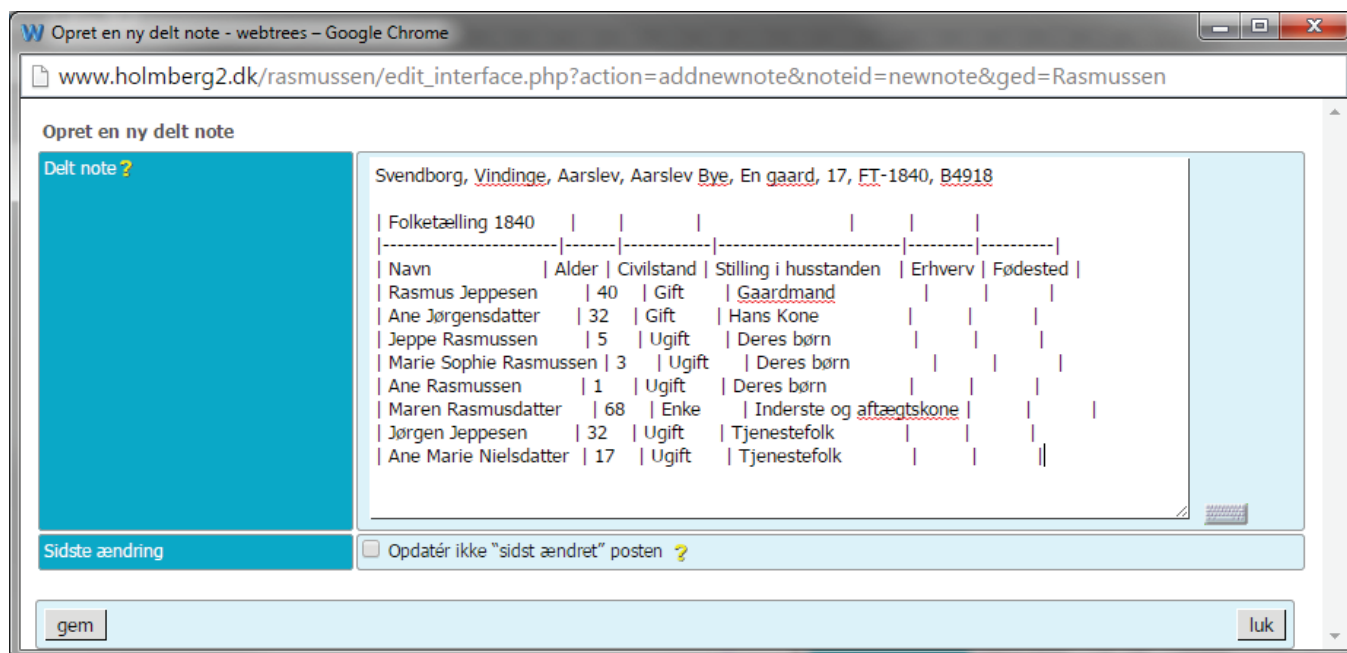 Opret en ny delt note - webtrees – Google Chrome
www.holmberg2.dk/rasmussen/edit_interface.php?action=addnewnote&noteid=newnote&ged=Rasmussen
Opret en ny delt note
Delt note ?
Svendborg, Vindinge, Aarslev, Aarslev Bye, En gaard, 17, FT-1840, B4918
| Folketælling 1840 | | | | | |
|------------------------|-------|------------|-------------------------|---------|----------|
| Navn | Alder | Civilstand | Stilling i husstanden | Erhverv | Fødested |
| Rasmus Jeppesen | 40 | Gift | Gaardmand | | |
| Ane Jørgensdatter | 32 | Gift | Hans Kone | | |
| Jeppe Rasmussen | 5 | Ugift | Deres børn | | |
| Marie Sophie Rasmussen | 3 | Ugift | Deres børn | | |
| Ane Rasmussen | 1 | Ugift | Deres børn | | |
| Maren Rasmusdatter | 68 | Enke | Inderste og aftægtskone | | |
| Jørgen Jeppesen | 32 | Ugift | Tjenestefolk | | |
| Ane Marie Nielsdatter | 17 | Ugift | Tjenestefolk | | |
Sidste ændring
Opdatér ikke “sidst ændret” posten ?
gem
luk